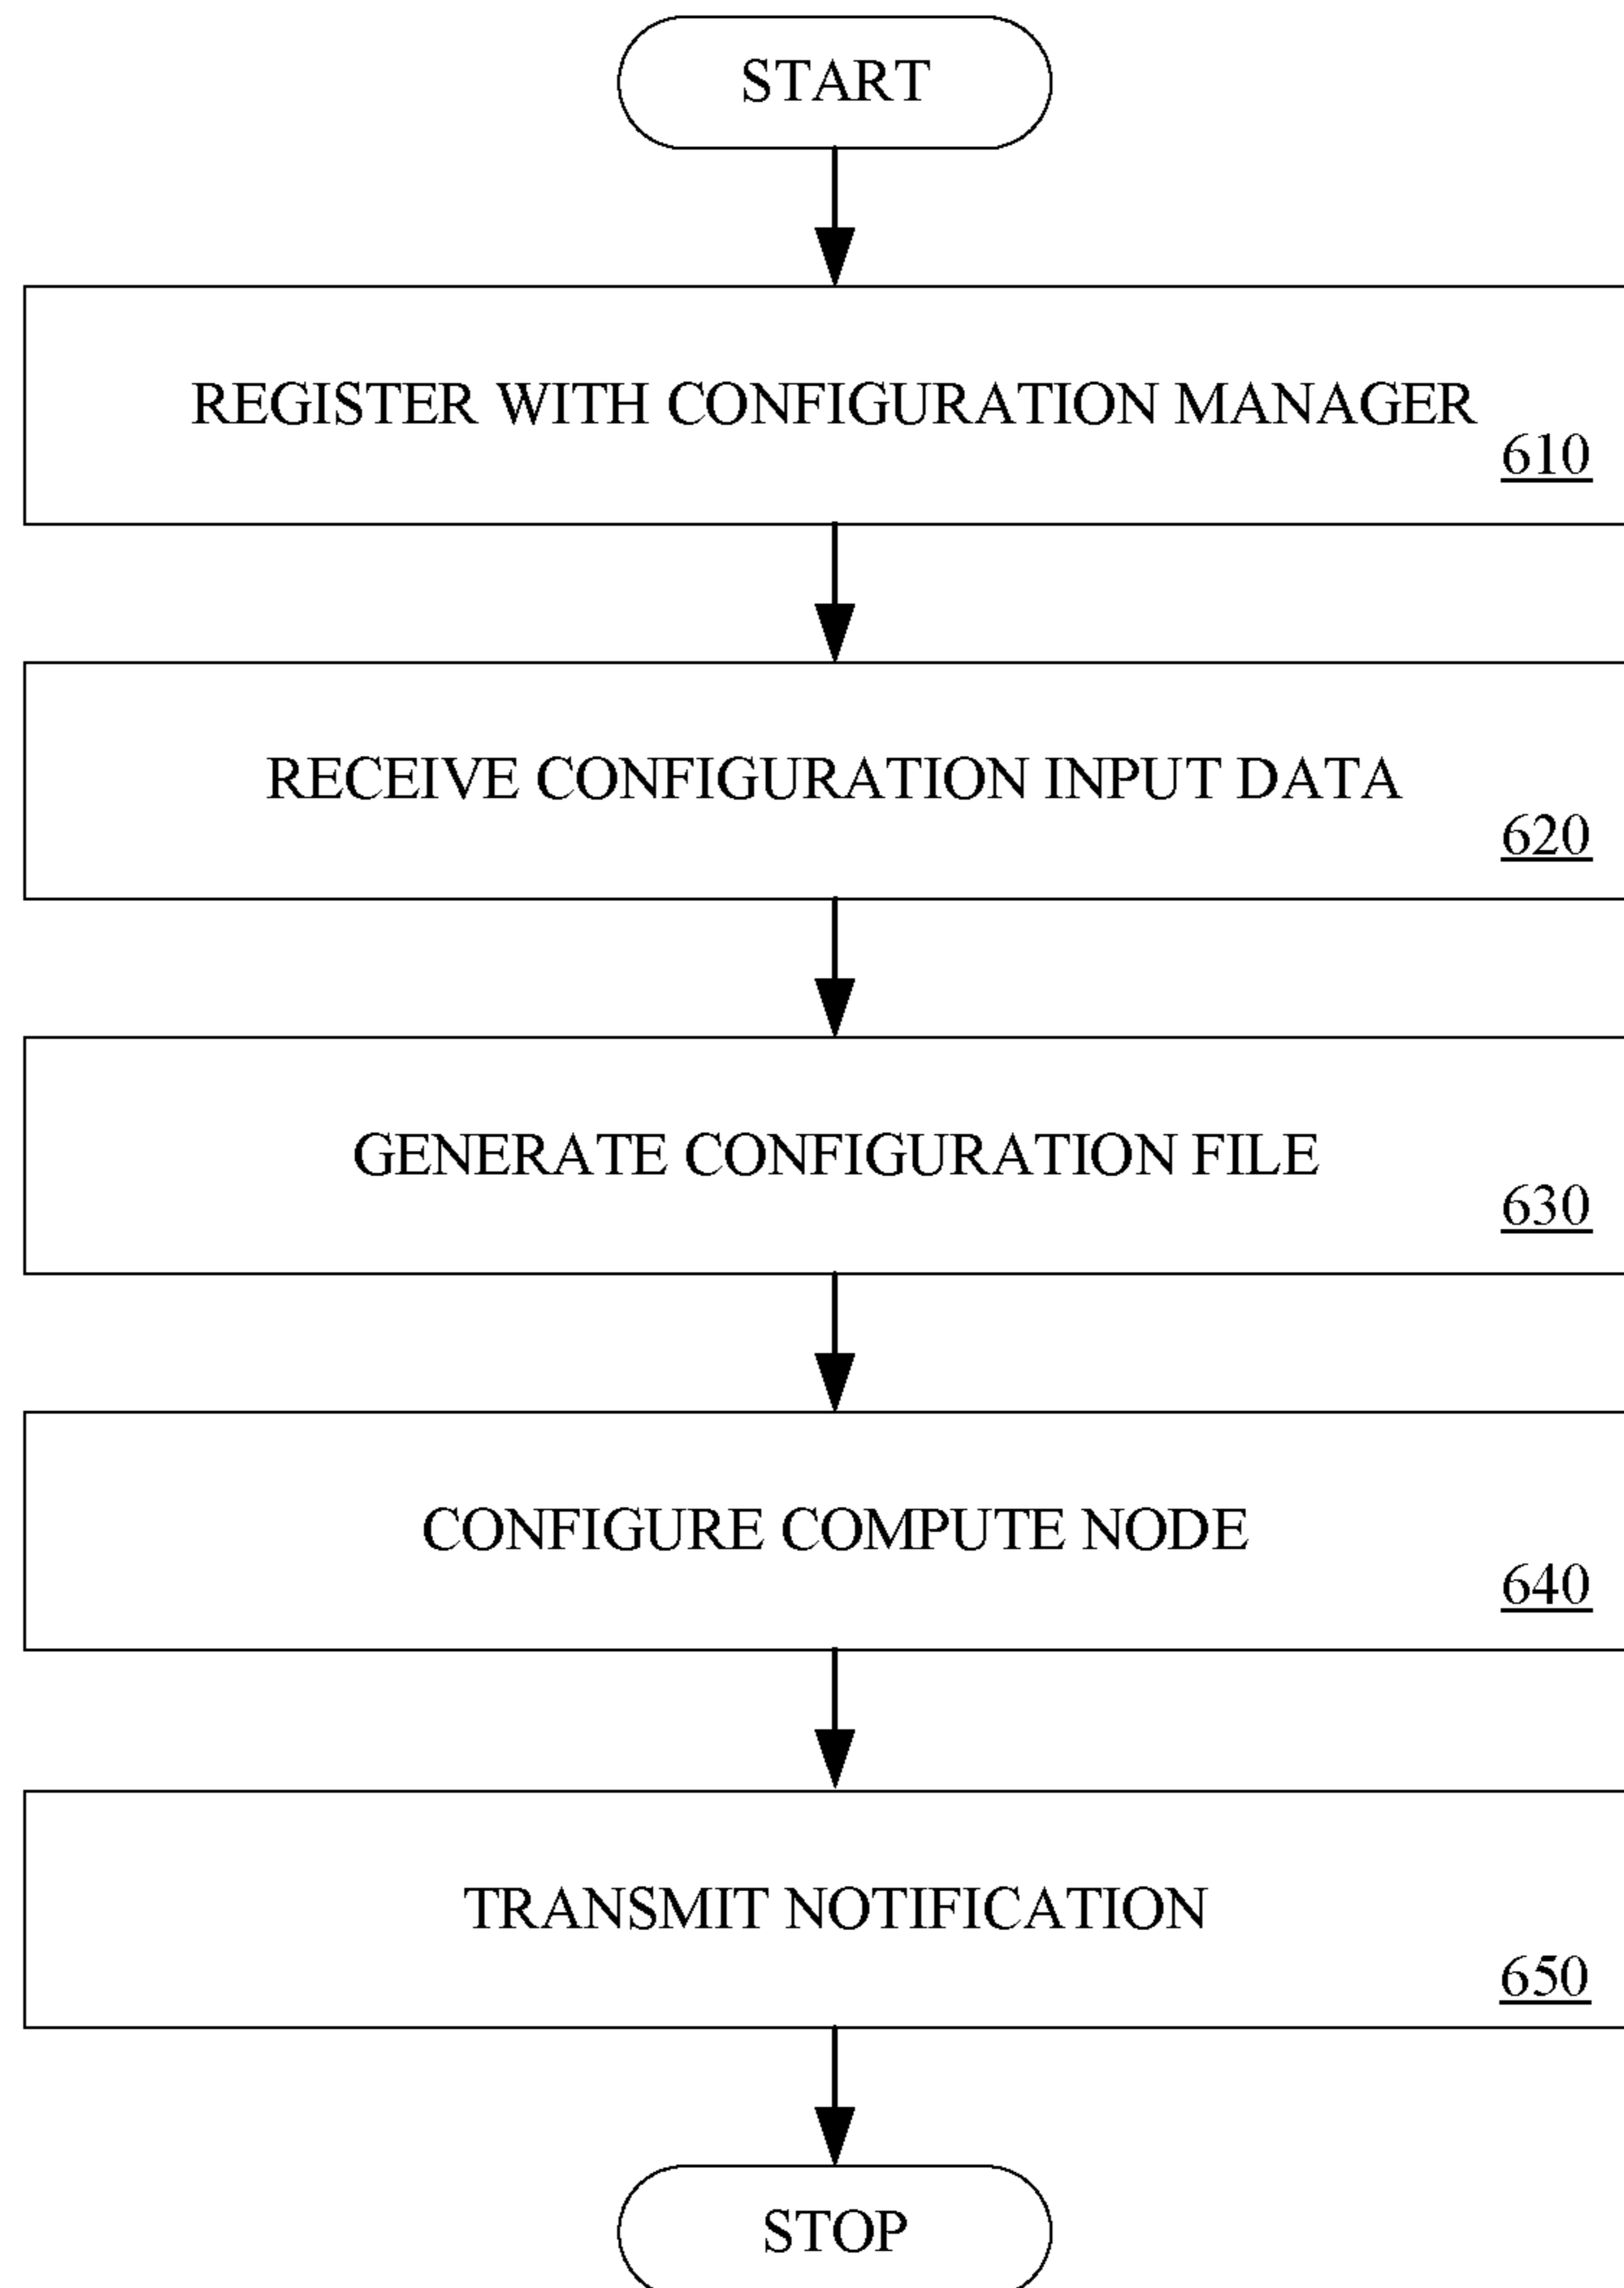 START
REGISTER WITH CONFIGURATION MANAGER
610
RECEIVE CONFIGURATION INPUT DATA
620
GENERATE CONFIGURATION FILE
630
CONFIGURE COMPUTE NODE
640
TRANSMIT NOTIFICATION
650
STOP